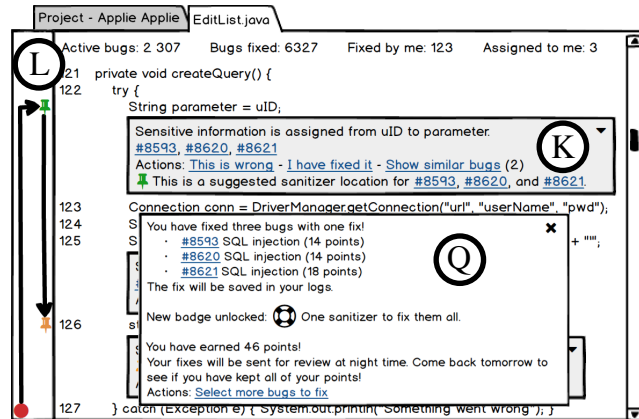 Project - Applie Applie EditList.java
Active bugs: 2 307 Bugs fixed: 6327 Fixed by me: 123 Assigned to me: 3
L
121 private void createQuery() {
122 try {
String parameter = uID;
Sensitive information is assigned from uID to parameter.
#8593, #8620, #8621
K
Actions: This is wrong - I have fixed it - Show similar bugs (2)
This is a suggested sanitizer location for #8593, #8620, and #8621.
123 Connection conn = DriverManager.getConnection("url", "userName", "pwd");
124 S
125 S + "'";
You have fixed three bugs with one fix!
· #8593 SQL injection (14 points)
· #8620 SQL injection (14 points)
· #8621 SQL injection (18 points)
Q
The fix will be saved in your logs.
New badge unlocked: One sanitizer to fix them all.
126 st
You have earned 46 points!
Your fixes will be sent for review at night time. Come back tomorrow to
see if you have kept all of your points!
Actions: Select more bugs to fix
127 } catch (Exception e) { System.out.println("Something went wrong"); }